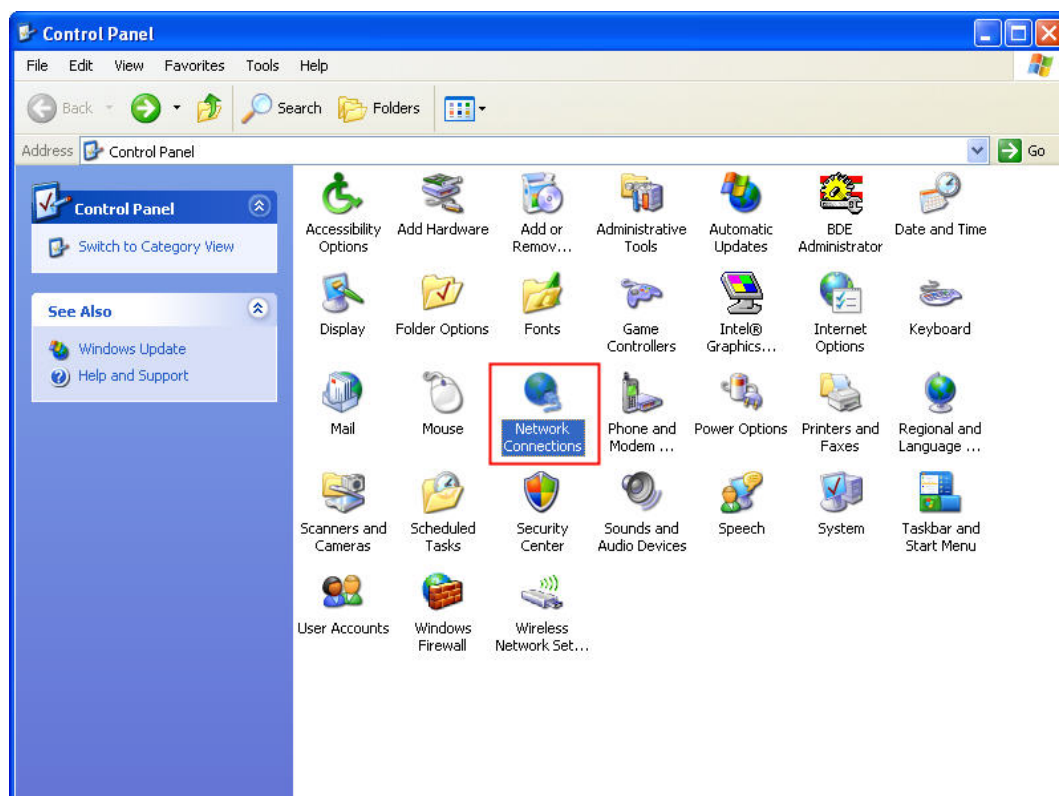 Control Panel
File Edit View Favorites Tools Help
Back Search Folders
Address Control Panel Go
Control Panel
Switch to Category View
See Also
Windows Update
Help and Support
Accessibility Options
Add Hardware
Add or Remov...
Administrative Tools
Automatic Updates
BDE Administrator
Date and Time
Display
Folder Options
Fonts
Game Controllers
Intel® Graphics...
Internet Options
Keyboard
Mail
Mouse
Network Connections
Phone and Modem ...
Power Options
Printers and Faxes
Regional and Language ...
Scanners and Cameras
Scheduled Tasks
Security Center
Sounds and Audio Devices
Speech
System
Taskbar and Start Menu
User Accounts
Windows Firewall
Wireless Network Set...